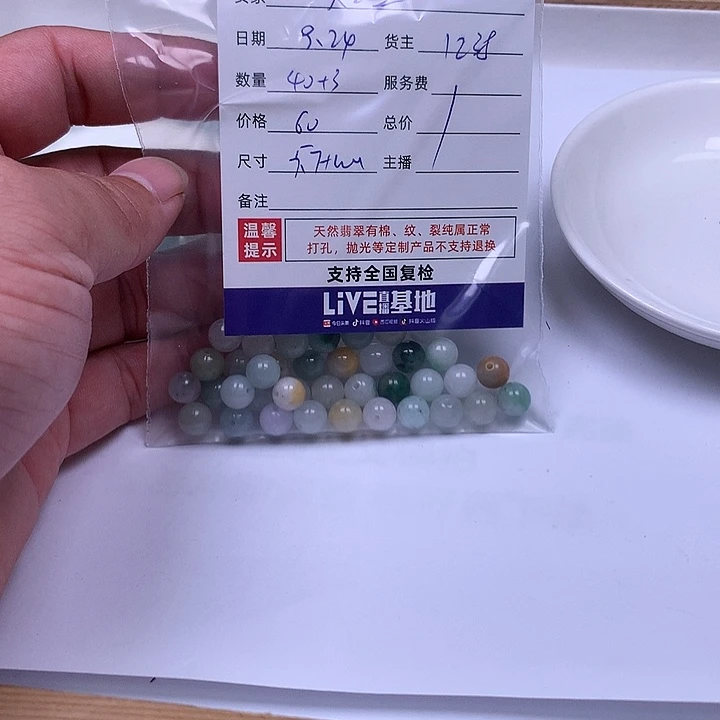 日期 9.24 货主 12
数量 40+3 服务费
价格 60 总价
尺寸 主播
备注
温馨提示 天然翡翠有棉、纹、裂纯属正常
打孔，抛光等定制产品不支持退换
支持全国复检
LiVE直播基地